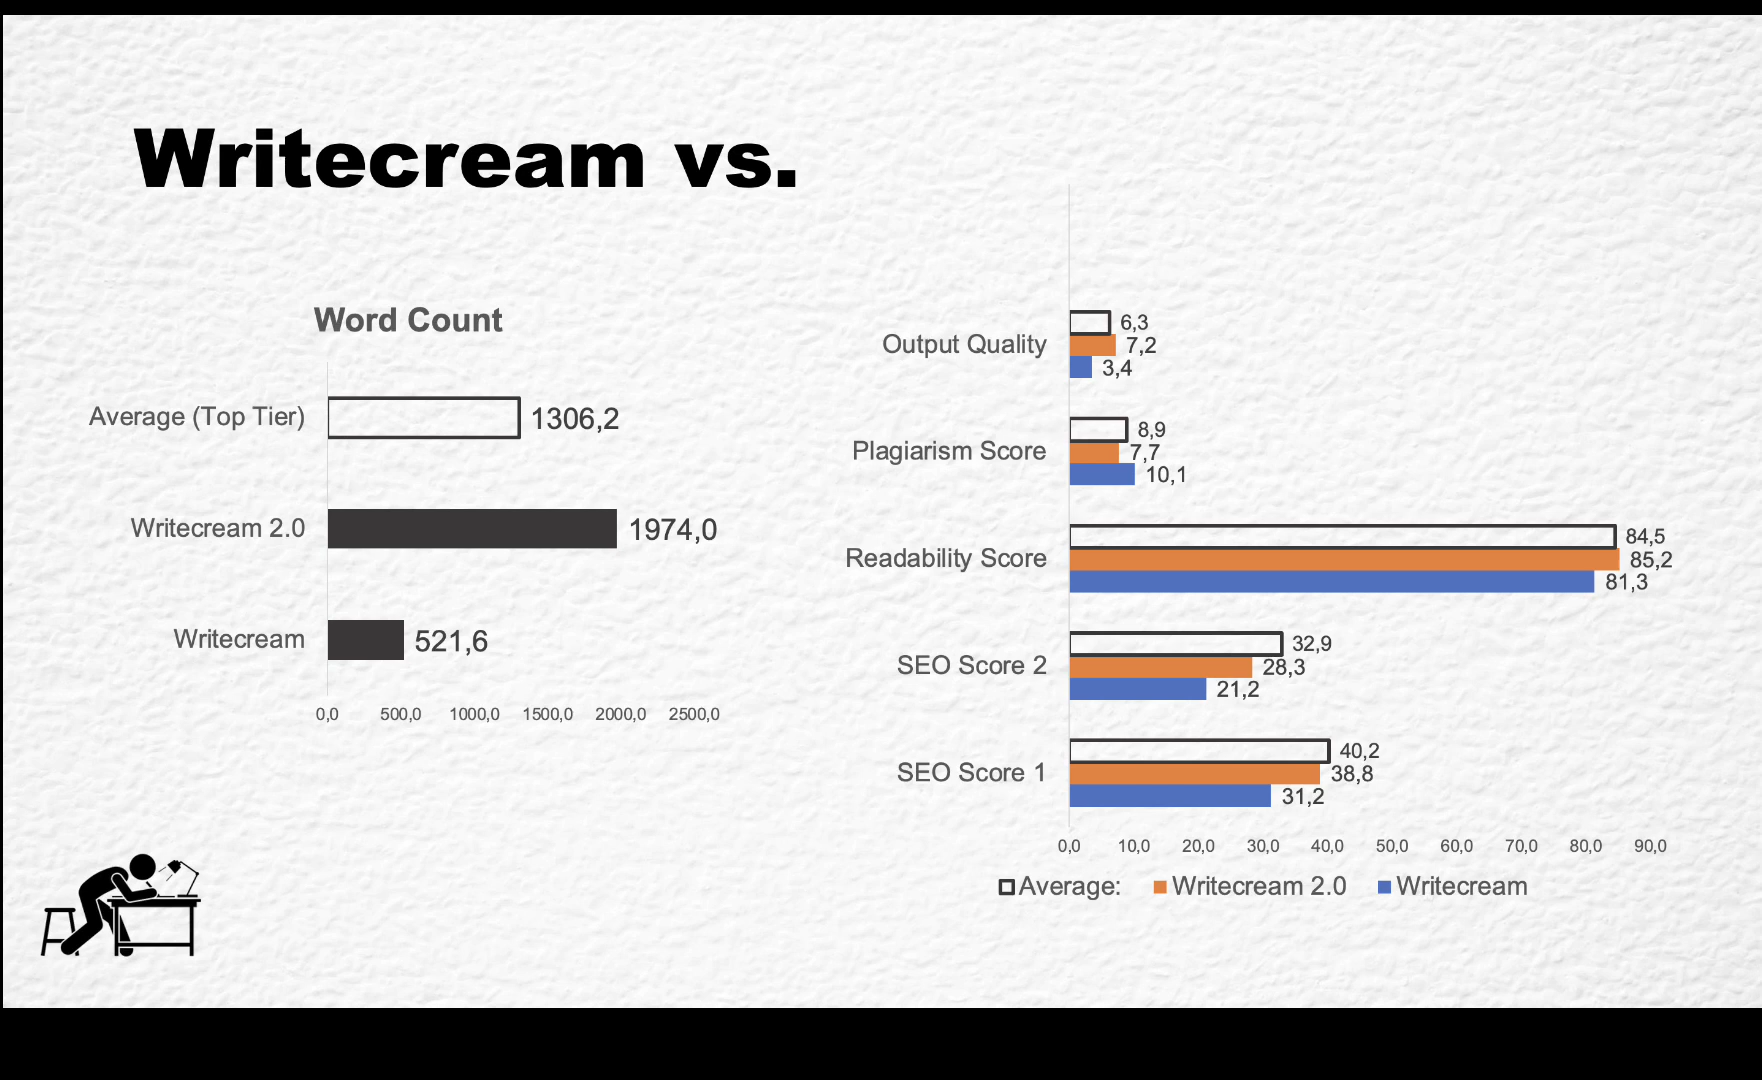 Writecream vs.
Word Count
Average (Top Tier)
1306,2
Writecream 2.0
1974,0
Writecream
521,6
0,0 500,0 1000,0 1500,0 2000,0 2500,0
Output Quality
6,3
7,2
3,4
Plagiarism Score
8,9
7,7
10,1
Readability Score
84,5
85,2
81,3
SEO Score 2
32,9
28,3
21,2
SEO Score 1
40,2
38,8
31,2
0,0 10,0 20,0 30,0 40,0 50,0 60,0 70,0 80,0 90,0
Average: Writecream 2.0 Writecream